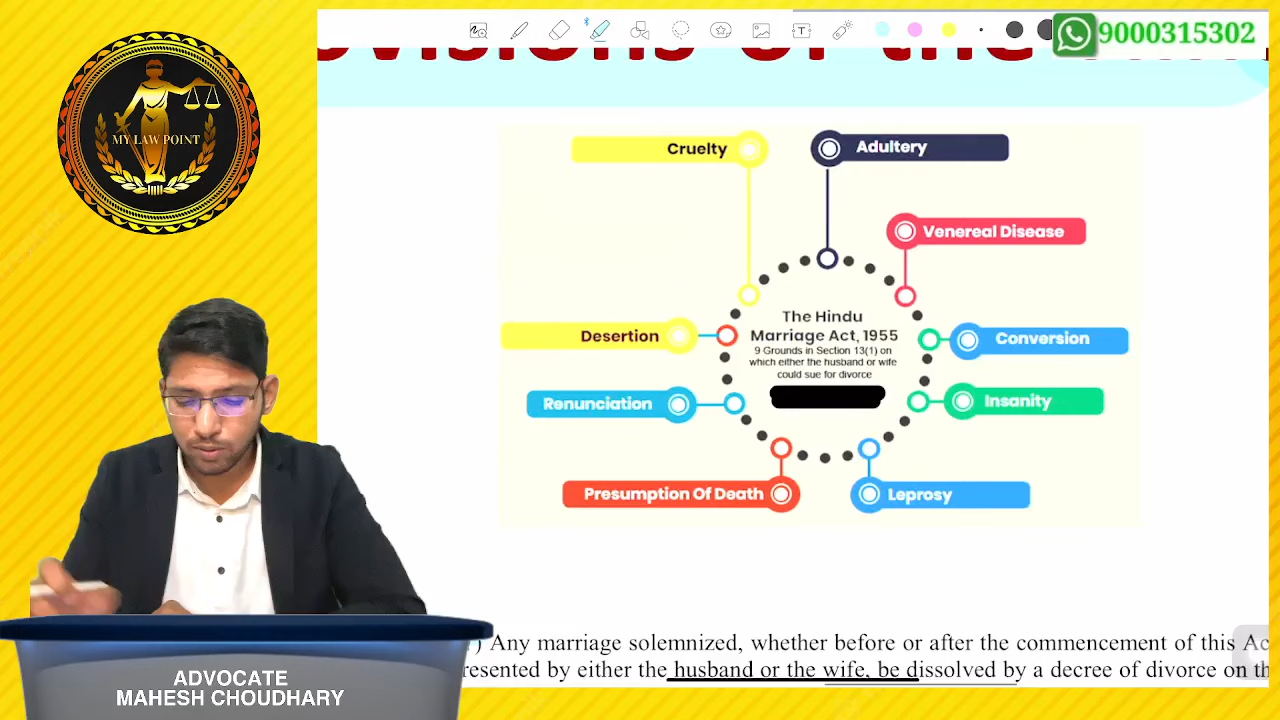 9000315302
MY LAW POINT
Cruelty
Adultery
Venereal Disease
Desertion
The Hindu
Marriage Act, 1955
9 Grounds in Section 13(1) on
which either the husband or wife
could sue for divorce
Conversion
Renunciation
Insanity
Presumption Of Death
Leprosy
) Any marriage solemnized, whether before or after the commencement of this Ac
resented by either the husband or the wife, be dissolved by a decree of divorce on th
ADVOCATE
MAHESH CHOUDHARY